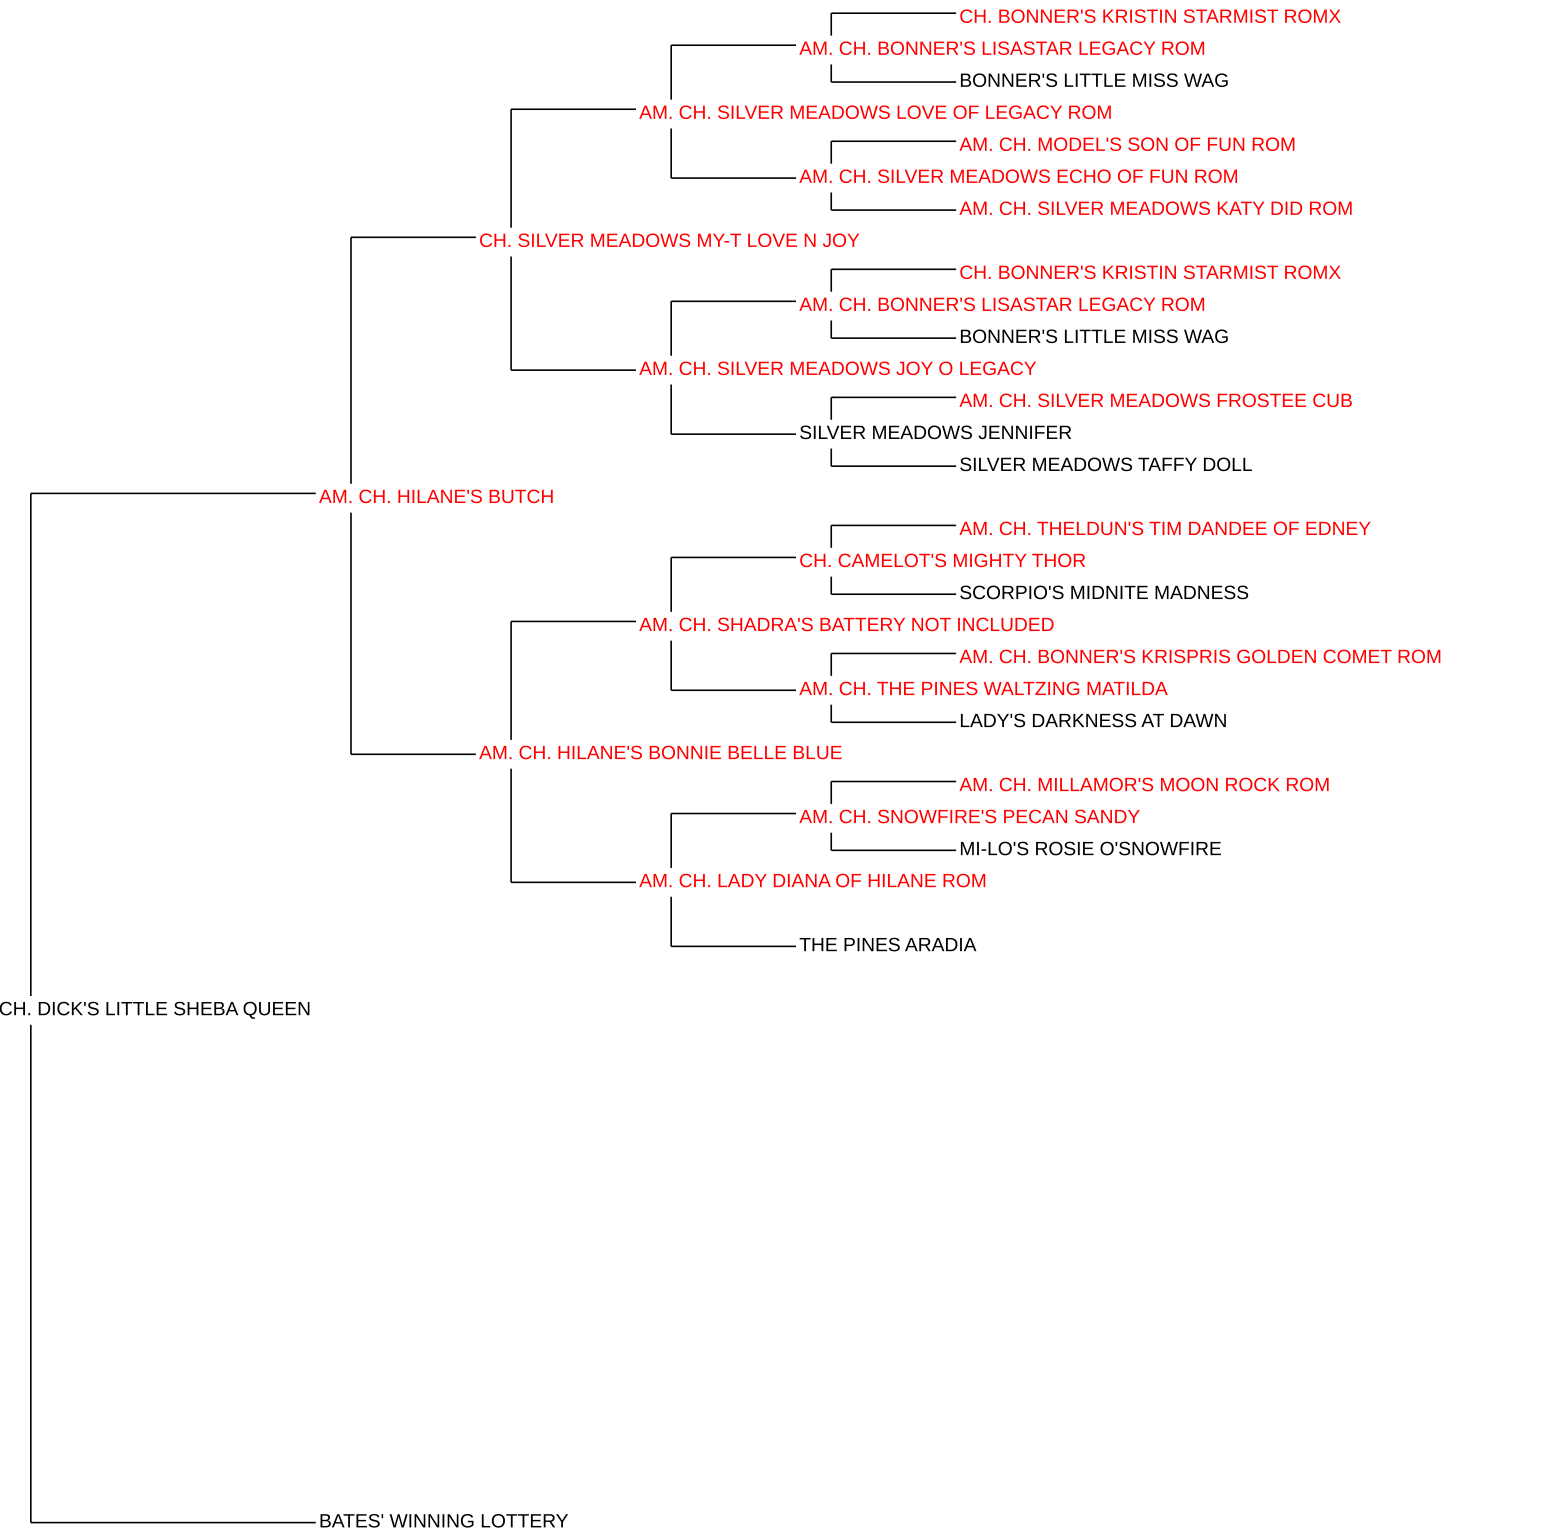 CH. BONNER'S KRISTIN STARMIST ROMX
AM. CH. BONNER'S LISASTAR LEGACY ROM
BONNER'S LITTLE MISS WAG
AM. CH. SILVER MEADOWS LOVE OF LEGACY ROM
AM. CH. MODEL'S SON OF FUN ROM
AM. CH. SILVER MEADOWS ECHO OF FUN ROM
AM. CH. SILVER MEADOWS KATY DID ROM
CH. SILVER MEADOWS MY-T LOVE N JOY
CH. BONNER'S KRISTIN STARMIST ROMX
AM. CH. BONNER'S LISASTAR LEGACY ROM
BONNER'S LITTLE MISS WAG
AM. CH. SILVER MEADOWS JOY O LEGACY
AM. CH. SILVER MEADOWS FROSTEE CUB
SILVER MEADOWS JENNIFER
SILVER MEADOWS TAFFY DOLL
AM. CH. HILANE'S BUTCH
AM. CH. THELDUN'S TIM DANDEE OF EDNEY
CH. CAMELOT'S MIGHTY THOR
SCORPIO'S MIDNITE MADNESS
AM. CH. SHADRA'S BATTERY NOT INCLUDED
AM. CH. BONNER'S KRISPRIS GOLDEN COMET ROM
AM. CH. THE PINES WALTZING MATILDA
LADY'S DARKNESS AT DAWN
AM. CH. HILANE'S BONNIE BELLE BLUE
AM. CH. MILLAMOR'S MOON ROCK ROM
AM. CH. SNOWFIRE'S PECAN SANDY
MI-LO'S ROSIE O'SNOWFIRE
AM. CH. LADY DIANA OF HILANE ROM
THE PINES ARADIA
CH. DICK'S LITTLE SHEBA QUEEN
BATES' WINNING LOTTERY